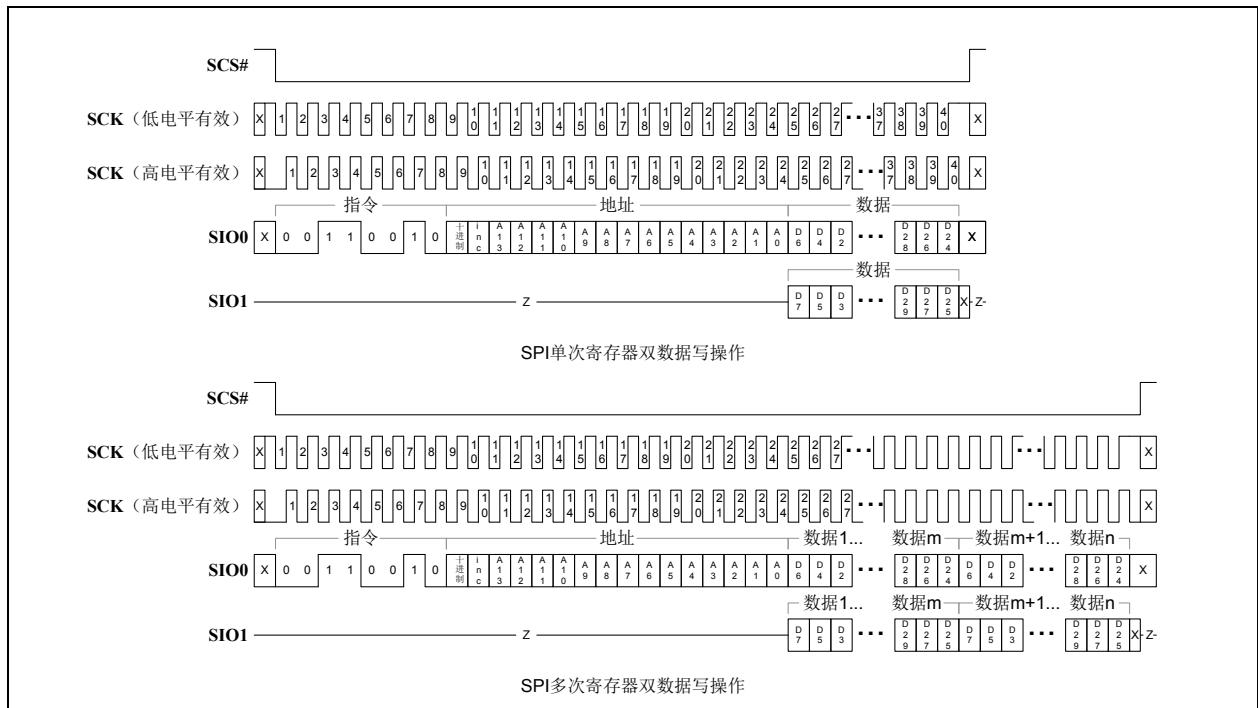 SCS#
SCK（低电平有效） X 1 2 3 4 5 6 7 8 9 10 11 12 13 14 15 16 17 18 19 20 21 22 23 24 25 26 27 ··· 37 38 39 40 X
SCK（高电平有效） X 1 2 3 4 5 6 7 8 9 10 11 12 13 14 15 16 17 18 19 20 21 22 23 24 25 26 27 ··· 37 38 39 40 X
指令 地址 数据
SIO0 X 0 0 1 1 0 0 1 0 十进制 inc A13 A12 A11 A10 A9 A8 A7 A6 A5 A4 A3 A2 A1 A0 D6 D4 D2 ··· D28 D26 D24 X
数据
SIO1 Z D7 D5 D3 ··· D29 D27 D25 X Z
SPI单次寄存器双数据写操作
SCS#
SCK（低电平有效） X 1 2 3 4 5 6 7 8 9 10 11 12 13 14 15 16 17 18 19 20 21 22 23 24 25 26 27 ··· ··· X
SCK（高电平有效） X 1 2 3 4 5 6 7 8 9 10 11 12 13 14 15 16 17 18 19 20 21 22 23 24 25 26 27 ··· ··· X
指令 地址 数据1... 数据m 数据m+1... 数据n
SIO0 X 0 0 1 1 0 0 1 0 十进制 inc A13 A12 A11 A10 A9 A8 A7 A6 A5 A4 A3 A2 A1 A0 D6 D4 D2 ··· D28 D26 D24 D6 D4 D2 ··· D28 D26 D24 X
数据1... 数据m 数据m+1... 数据n
SIO1 Z D7 D5 D3 ··· D29 D27 D25 D7 D5 D3 ··· D29 D27 D25 X Z
SPI多次寄存器双数据写操作